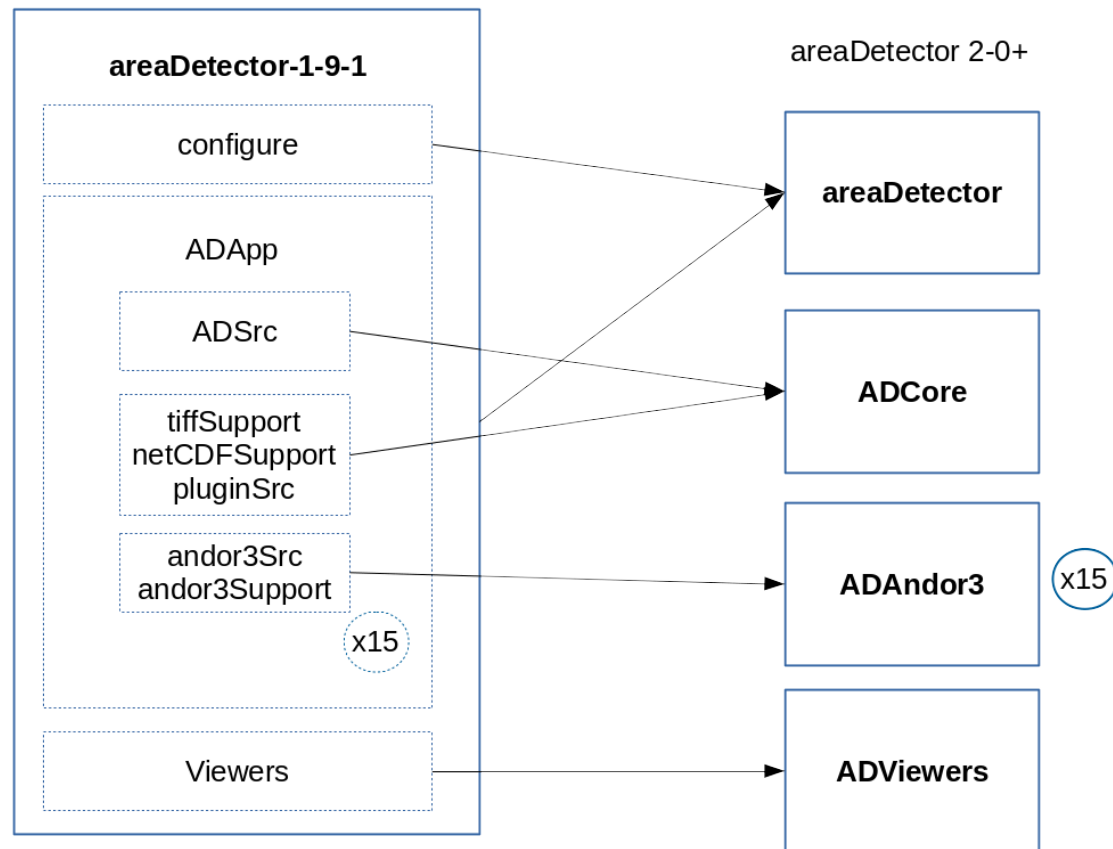 areaDetector-1-9-1
configure
ADApp
ADSrc
tiffSupport
netCDFSupport
pluginSrc
andor3Src
andor3Support
x15
Viewers
areaDetector 2-0+
areaDetector
ADCore
ADAndor3
x15
ADViewers